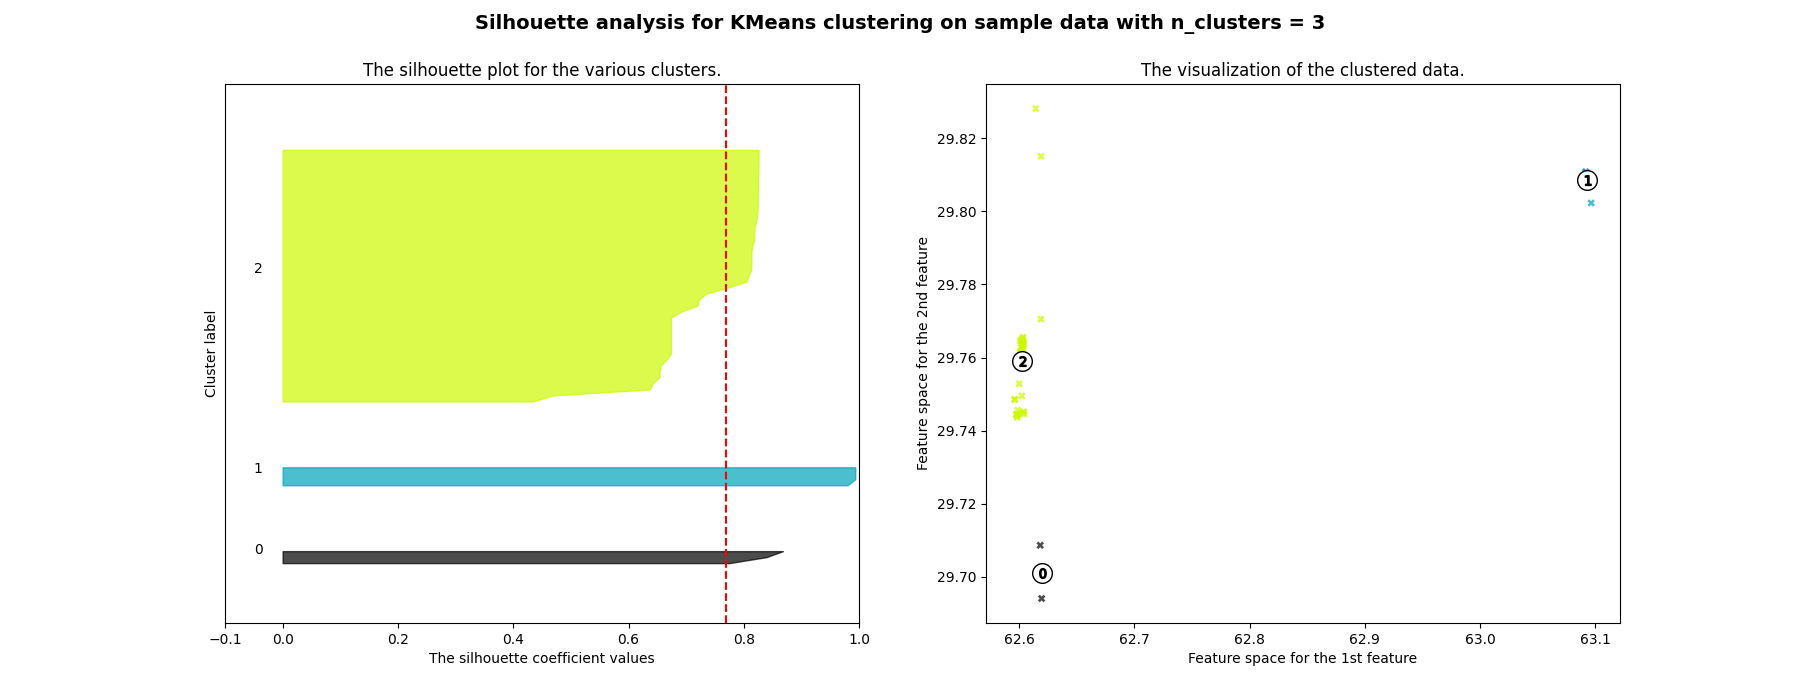 Silhouette analysis for KMeans clustering on sample data with n_clusters = 3
The silhouette plot for the various clusters.
Cluster label
2
1
0
−0.1 0.0 0.2 0.4 0.6 0.8 1.0
The silhouette coefficient values
The visualization of the clustered data.
Feature space for the 2nd feature
29.82
29.80
29.78
29.76
29.74
29.72
29.70
1
2
0
62.6 62.7 62.8 62.9 63.0 63.1
Feature space for the 1st feature